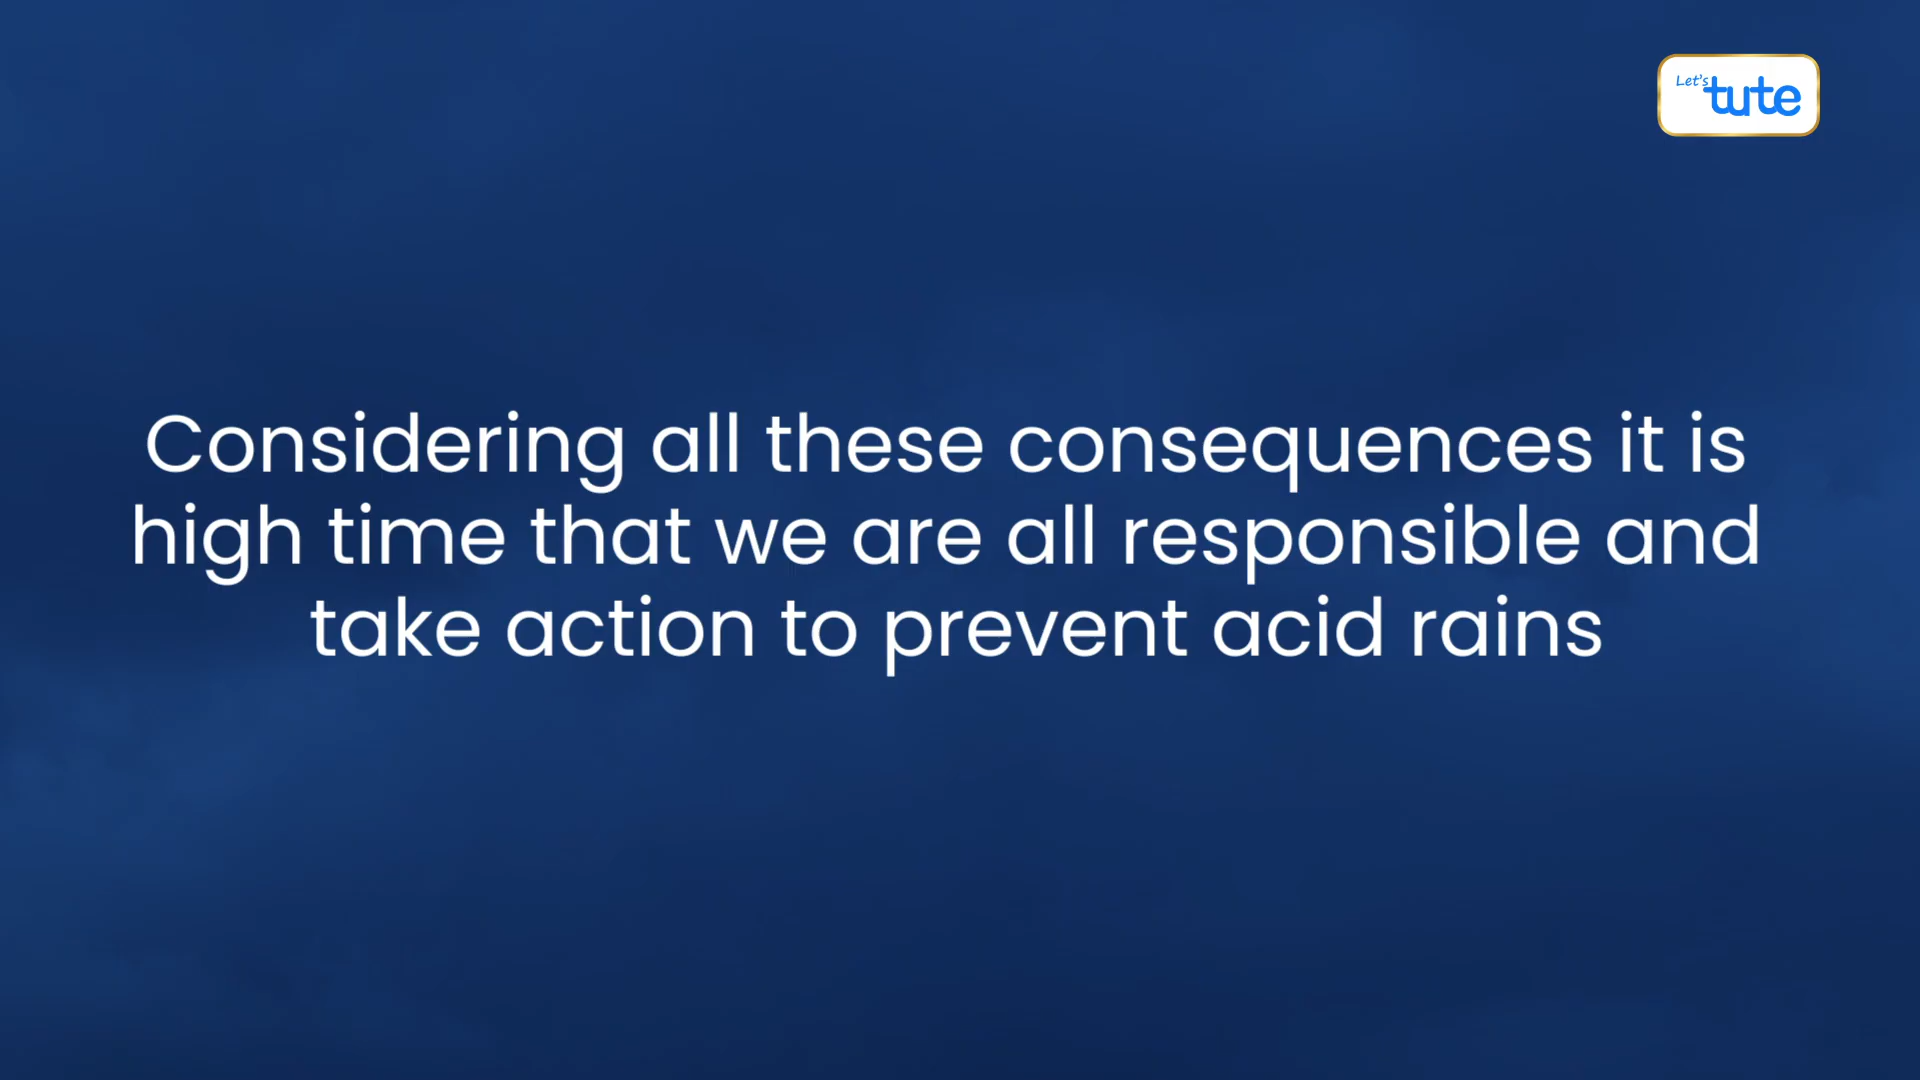 Let's tute
Considering all these consequences it is
high time that we are all responsible and
take action to prevent acid rains